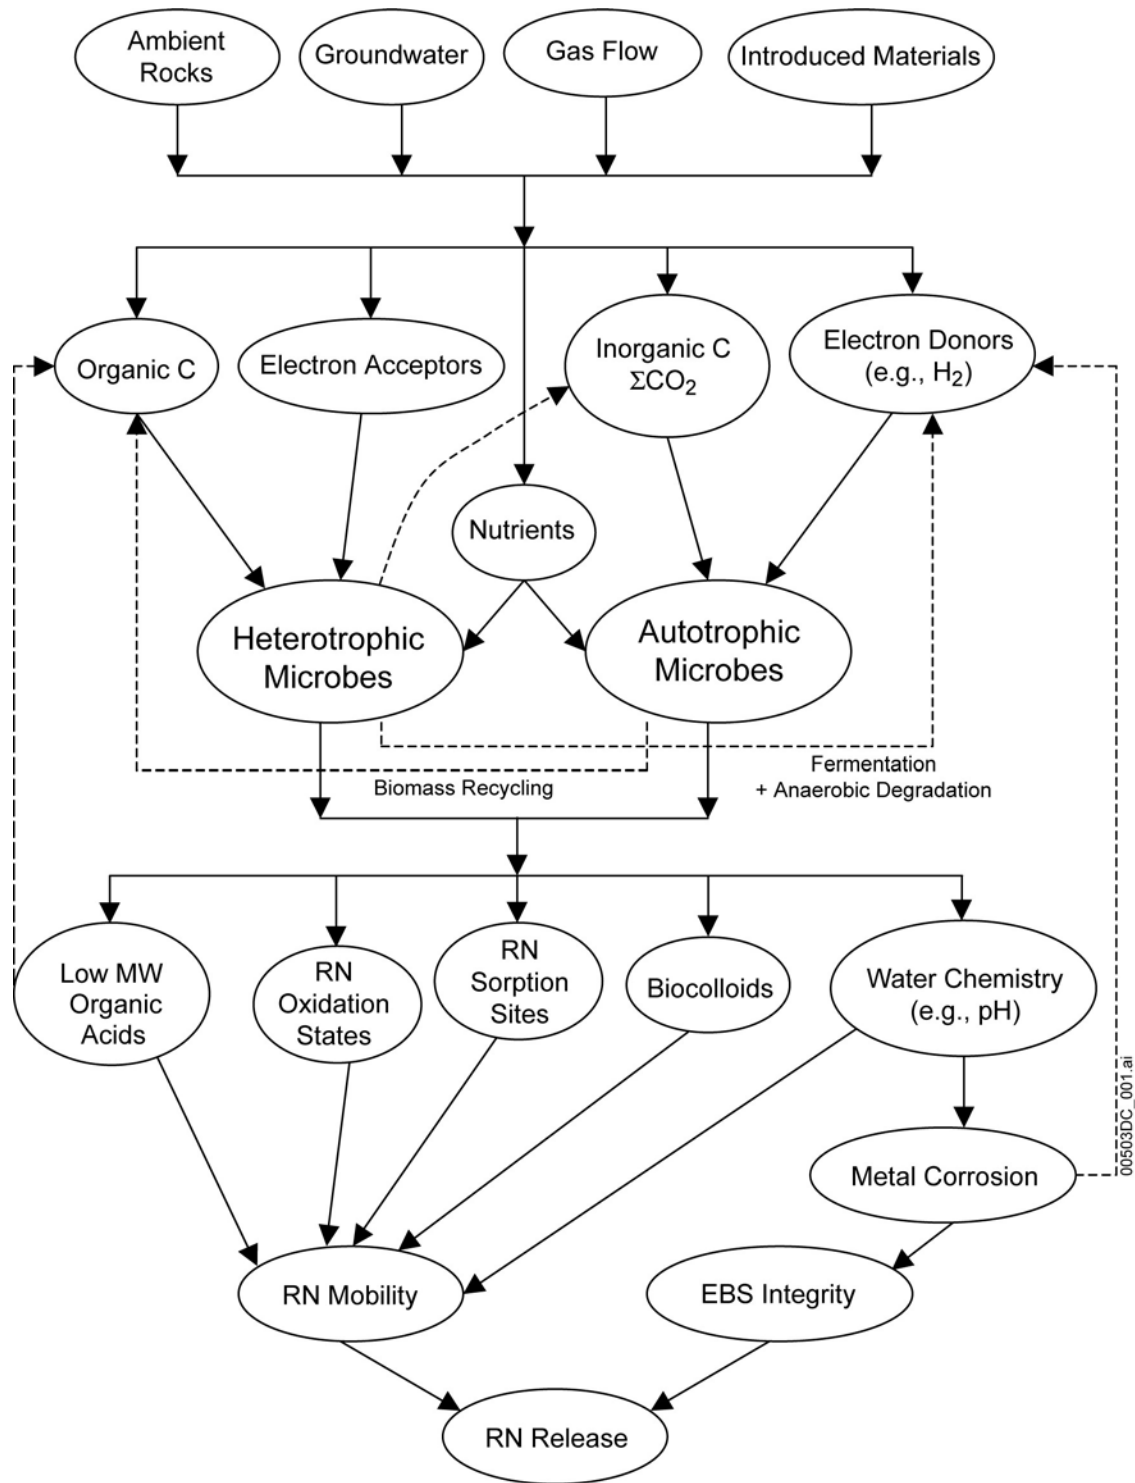 Ambient
Rocks
Groundwater
Gas Flow
Introduced Materials
Organic C
Electron Acceptors
Inorganic C
ΣCO₂
Electron Donors
(e.g., H₂)
Nutrients
Heterotrophic
Microbes
Autotrophic
Microbes
Biomass Recycling
Fermentation
+ Anaerobic Degradation
Low MW
Organic
Acids
RN
Oxidation
States
RN
Sorption
Sites
Biocolloids
Water Chemistry
(e.g., pH)
Metal Corrosion
00503DC_001.ai
RN Mobility
EBS Integrity
RN Release